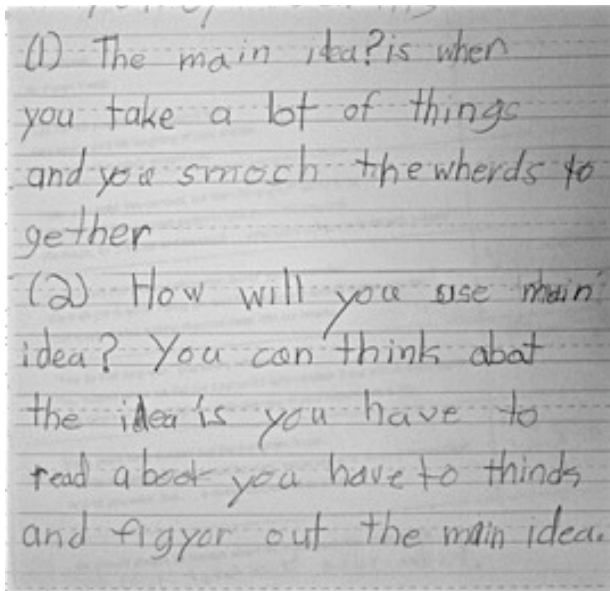 (1) The main idea? is when
you take a lot of things
and you smoch the wherds to
gether
(2) How will you use main
idea? You can think abat
the idea is you have to
read a book you have to thinds
and figyor out the main idea.